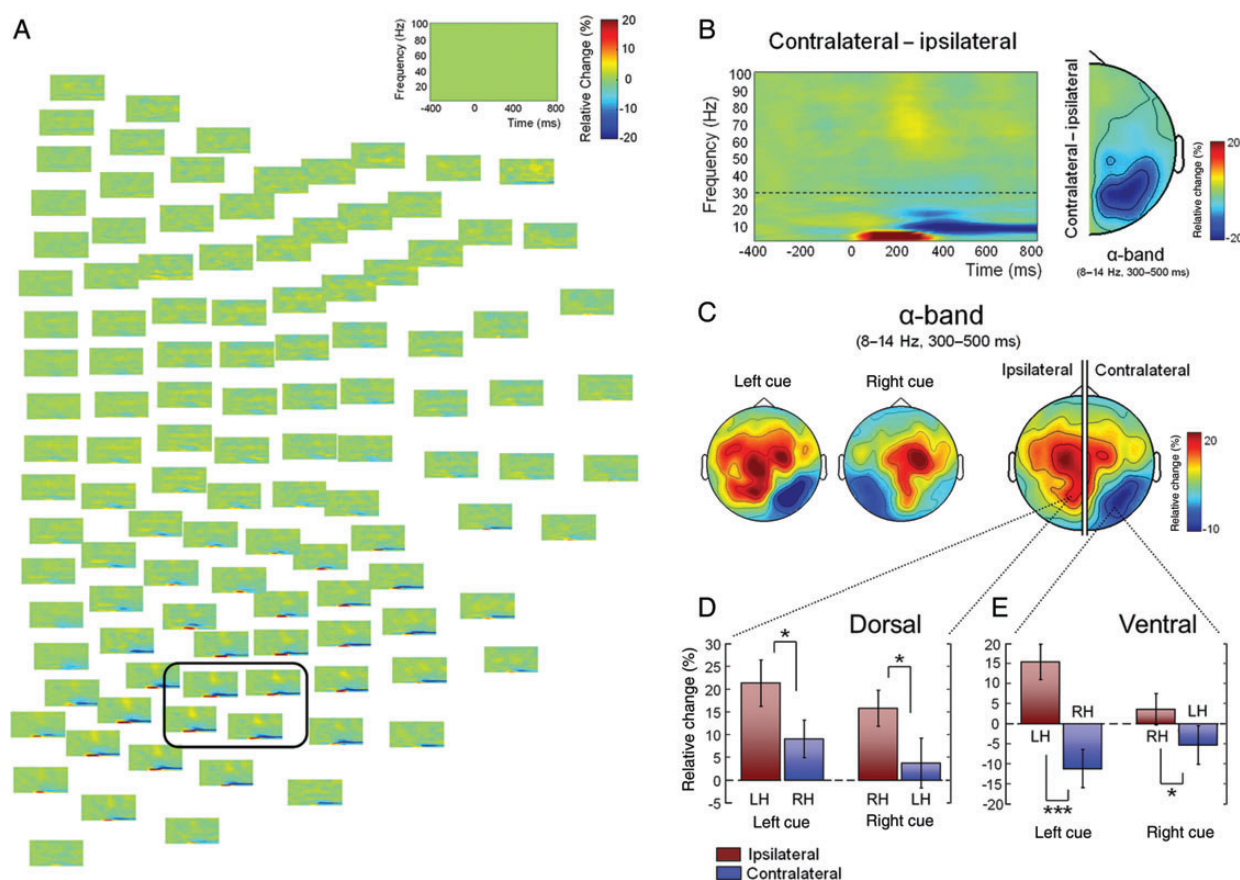 A
Frequency (Hz)
100
80
60
40
20
-400
0
400
800
Time (ms)
Relative Change (%)
20
10
0
-10
-20
B
Contralateral – ipsilateral
Frequency (Hz)
100
90
80
70
60
50
40
30
20
10
-400
-200
0
200
400
600
800
Time (ms)
Contralateral – ipsilateral
α-band
(8–14 Hz, 300–500 ms)
Relative change (%)
20
-20
C
α-band
(8–14 Hz, 300–500 ms)
Left cue
Right cue
Ipsilateral
Contralateral
Relative change (%)
20
-10
D
Dorsal
Relative change (%)
30
25
20
15
10
5
0
-5
*
*
LH
RH
RH
LH
Left cue
Right cue
E
Ventral
20
15
10
5
0
-5
-10
-15
-20
RH
LH
LH
RH
***
*
Left cue
Right cue
Ipsilateral
Contralateral